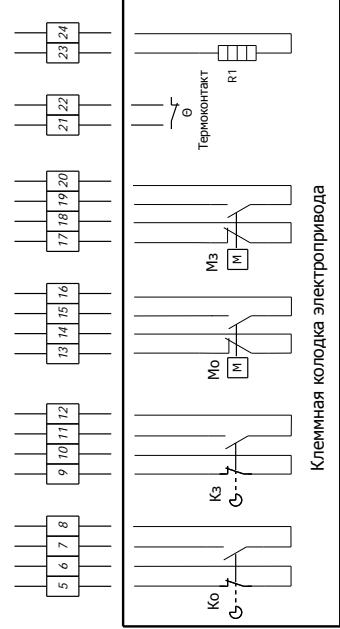 5 6 7 8
9 10 11 12
13 14 15 16
17 18 19 20
21 22
23 24
Ко
Кз
Мо
М
Мз
М
Θ
Термоконтакт
R1
Клеммная колодка электропривода